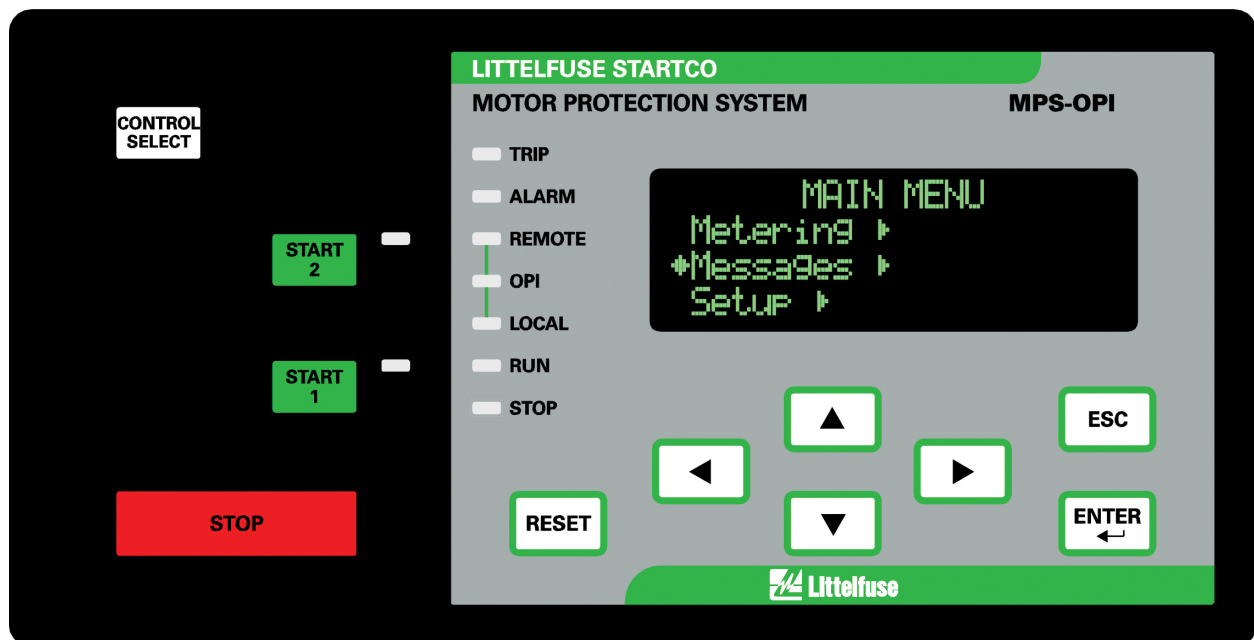 CONTROL
SELECT
START
2
START
1
STOP
LITTELFUSE STARTCO
MOTOR PROTECTION SYSTEM
MPS-OPI
TRIP
ALARM
REMOTE
OPI
LOCAL
RUN
STOP
MAIN MENU
Metering
Messages
Setup
ESC
RESET
ENTER
Littelfuse